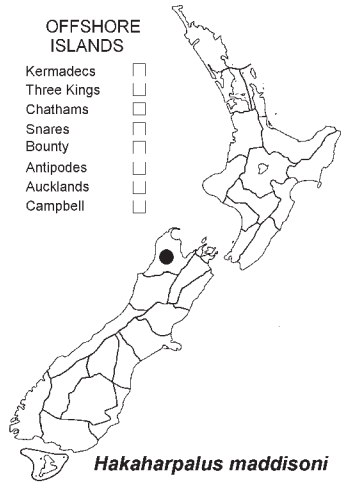 OFFSHORE
ISLANDS
Kermadecs
Three Kings
Chathams
Snares
Bounty
Antipodes
Aucklands
Campbell
Hakaharpalus maddisoni